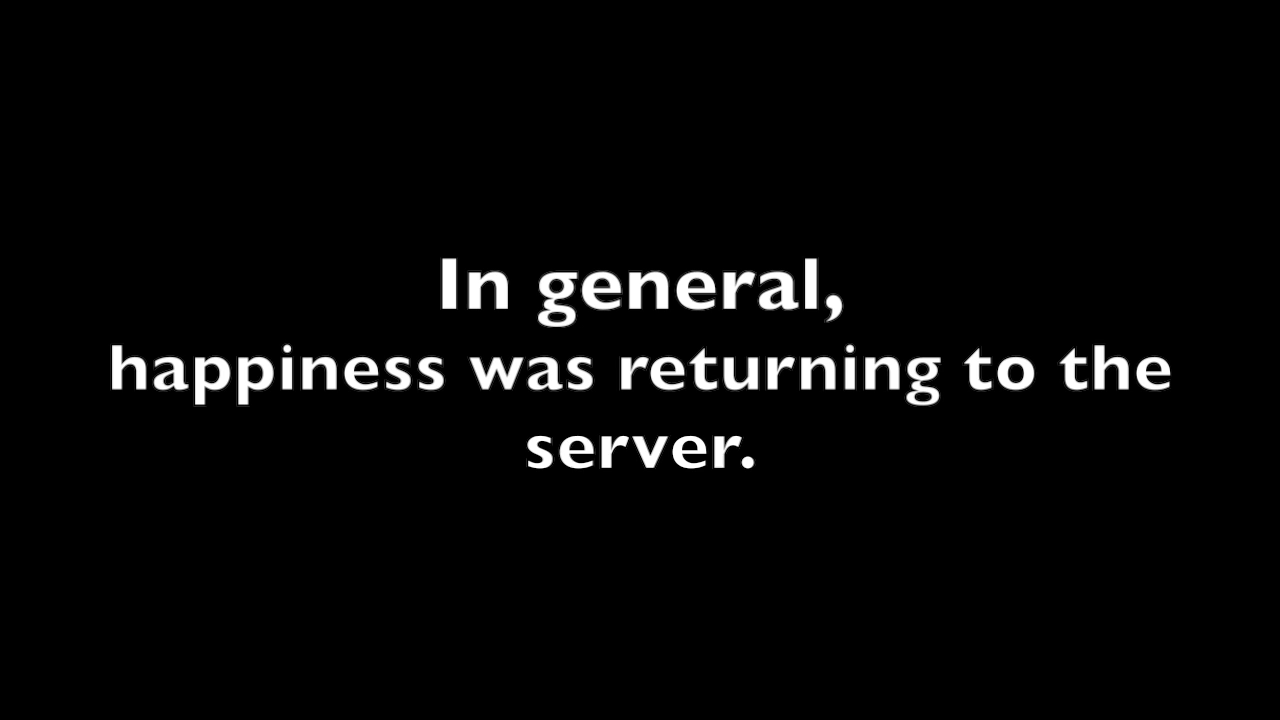 In general,
happiness was returning to the
server.